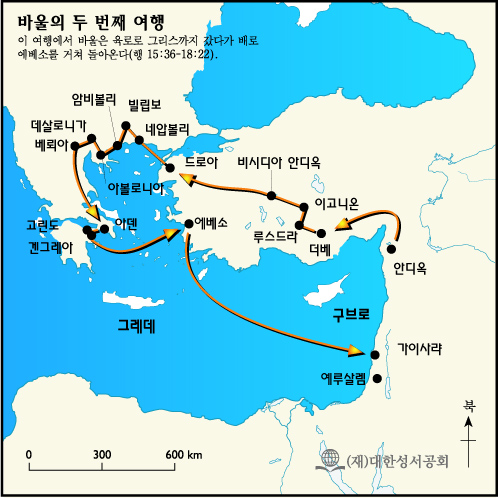 바울의 두 번째 여행
이 여행에서 바울은 육로로 그리스까지 갔다가 배로
에베소를 거쳐 돌아온다(행 15:36-18:22).
암비볼리
빌립보
데살로니가
네압볼리
베뢰아
드로아
비시디아 안디옥
아볼로니아
이고니온
고린도
아덴
에베소
루스드라
더베
겐그레아
안디옥
구브로
그레데
가이사랴
예루살렘
북
(재)대한성서공회
0
300
600 km